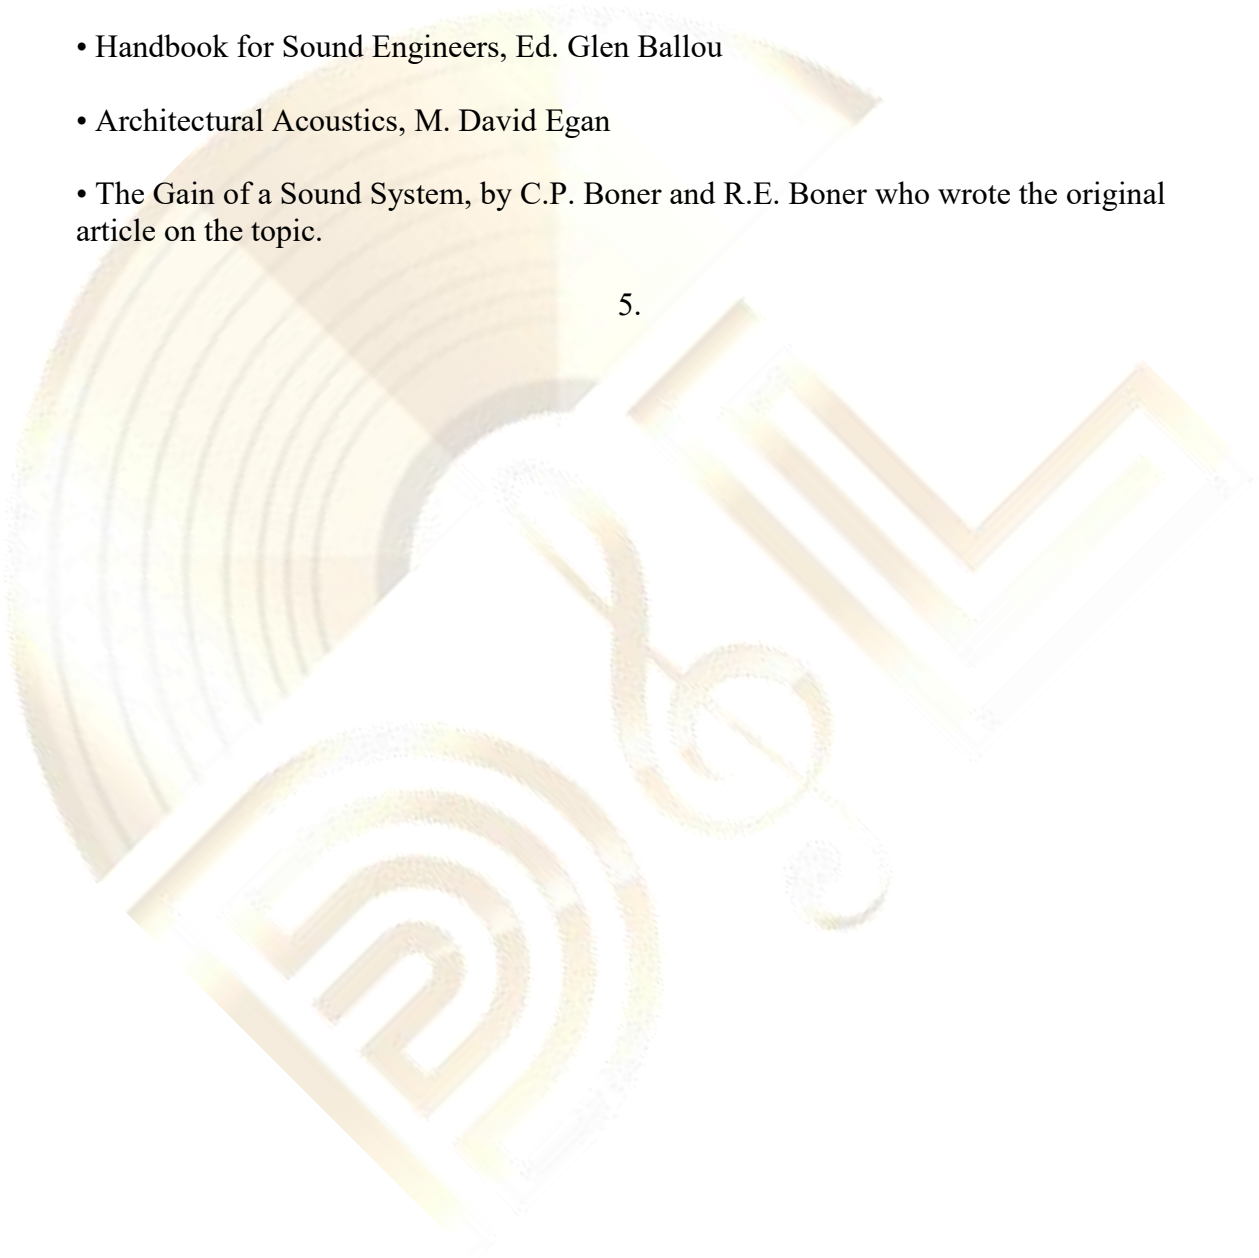 • Handbook for Sound Engineers, Ed. Glen Ballou
• Architectural Acoustics, M. David Egan
• The Gain of a Sound System, by C.P. Boner and R.E. Boner who wrote the original
article on the topic.
5.